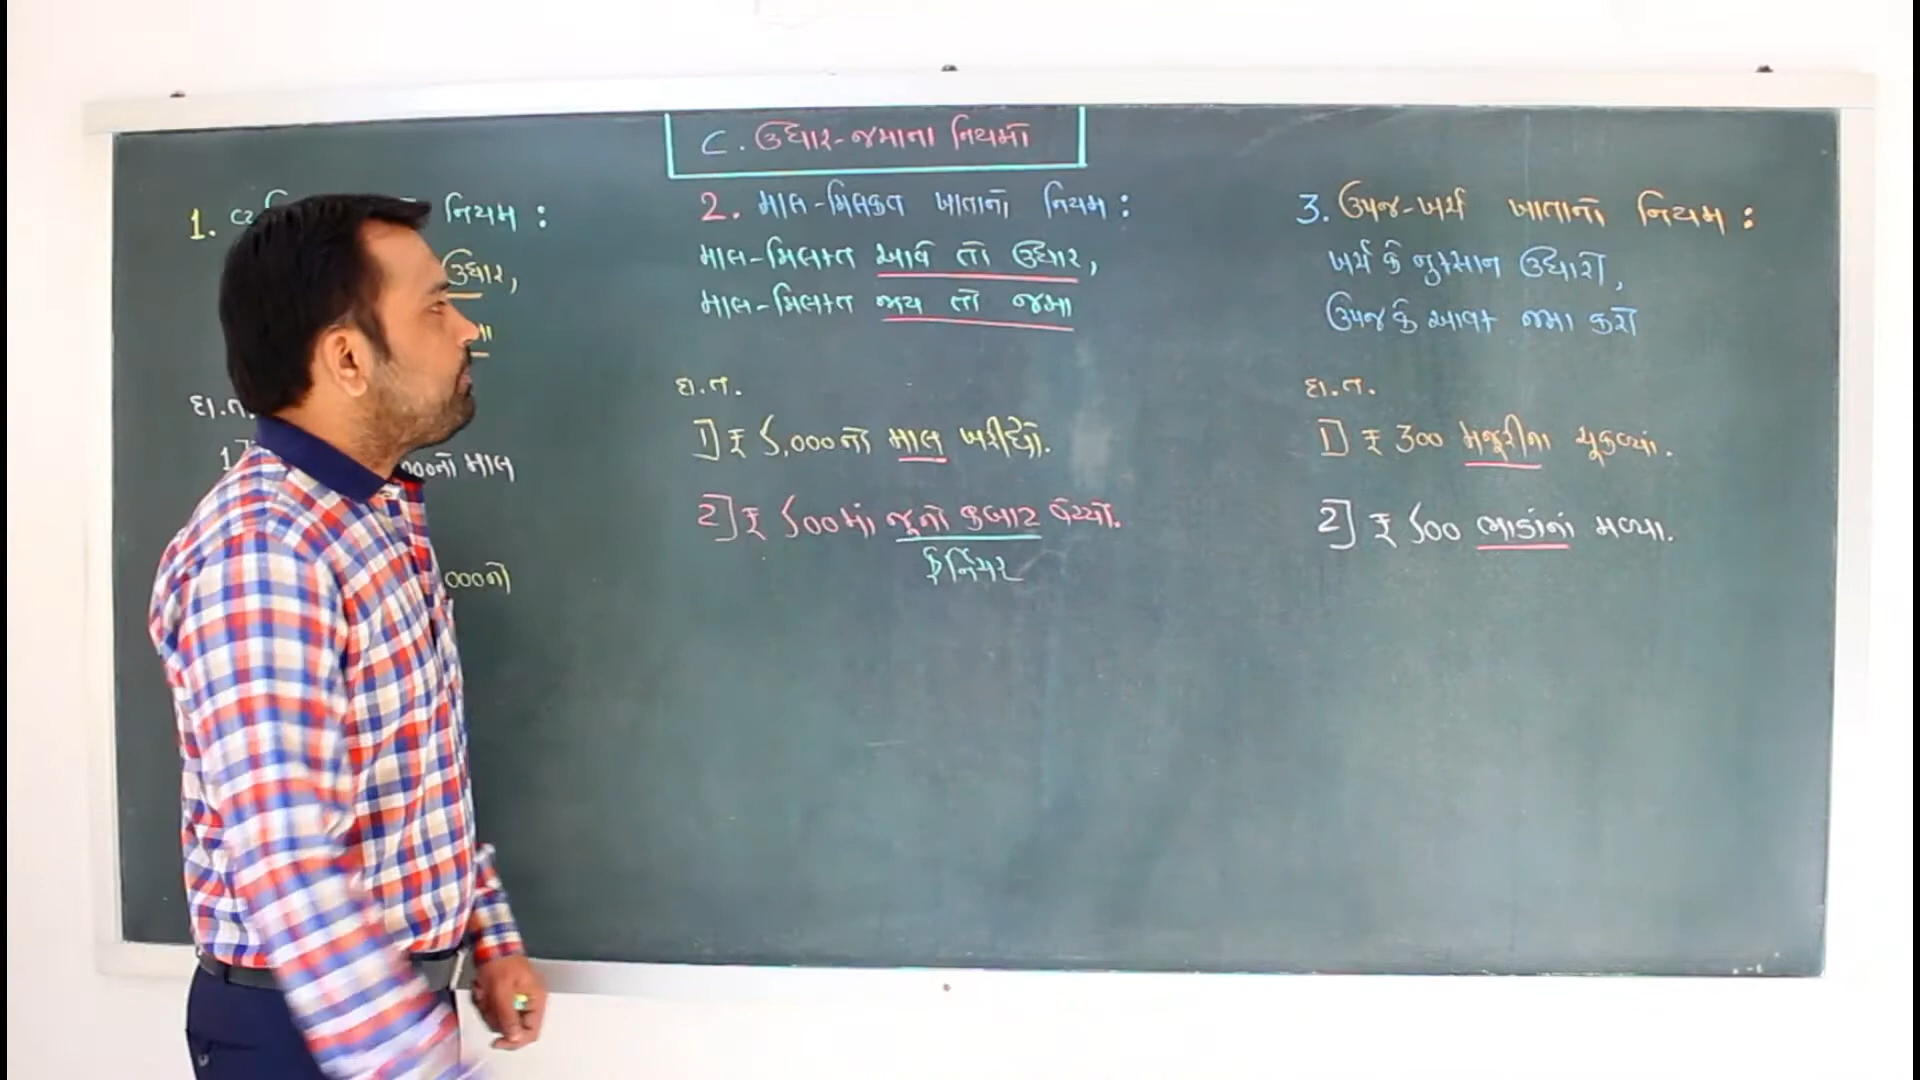 C. ઉધાર-જમાના નિયમો
1. નિયમ :
ઉધાર,
દા.ત.
1]
000નો માલ
000નો
2. માલ-મિલકત ખાતાનો નિયમ :
માલ-મિલકત આવે તો ઉધાર,
માલ-મિલકત જાય તો જમા
દા.ત.
1] ₹ 5,000નો માલ ખરીદ્યો.
2] ₹ 500માં જૂનો કબાટ વેચ્યો.
ફર્નિચર
3. ઉપજ-ખર્ચ ખાતાનો નિયમ :
ખર્ચ કે નુકસાન ઉધારો,
ઉપજ કે આવક જમા કરો
દા.ત.
1] ₹ 300 મજૂરીના ચૂકવ્યાં.
2] ₹ 500 ભાડાંનાં મળ્યા.